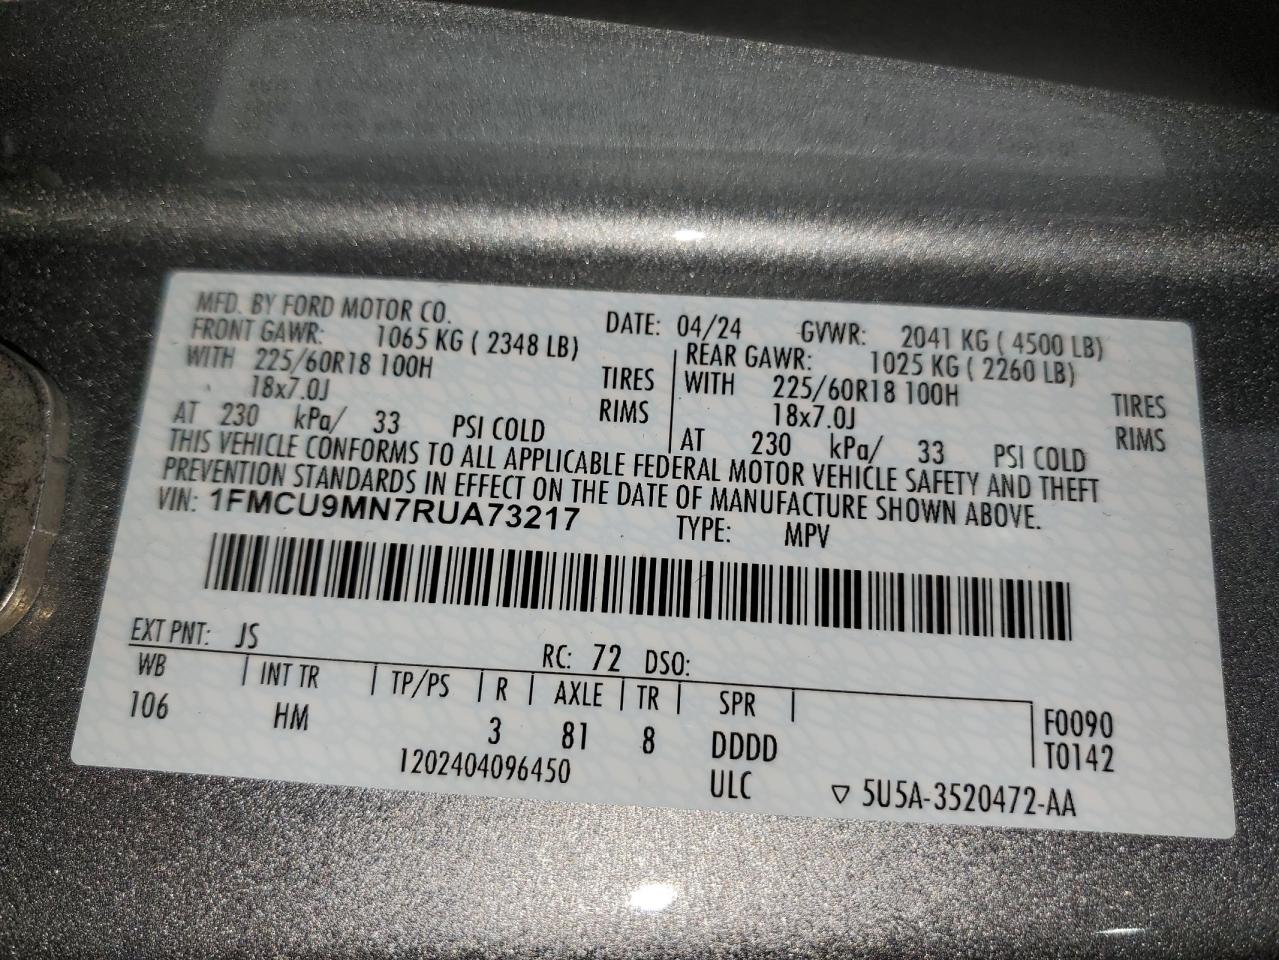 MFD. BY FORD MOTOR CO. DATE: 04/24 GVWR: 2041 KG ( 4500 LB)
FRONT GAWR: 1065 KG ( 2348 LB) REAR GAWR: 1025 KG ( 2260 LB)
WITH 225/60R18 100H TIRES WITH 225/60R18 100H TIRES
18x7.0J RIMS 18x7.0J RIMS
AT 230 kPa/ 33 PSI COLD AT 230 kPa/ 33 PSI COLD
THIS VEHICLE CONFORMS TO ALL APPLICABLE FEDERAL MOTOR VEHICLE SAFETY AND THEFT
PREVENTION STANDARDS IN EFFECT ON THE DATE OF MANUFACTURE SHOWN ABOVE.
VIN: 1FMCU9MN7RUA73217 TYPE: MPV
EXT PNT: JS RC: 72 DSO:
WB INT TR TP/PS R AXLE TR SPR F0090
106 HM 3 81 8 DDDD T0142
1202404096450 ULC ▽ 5U5A-3520472-AA